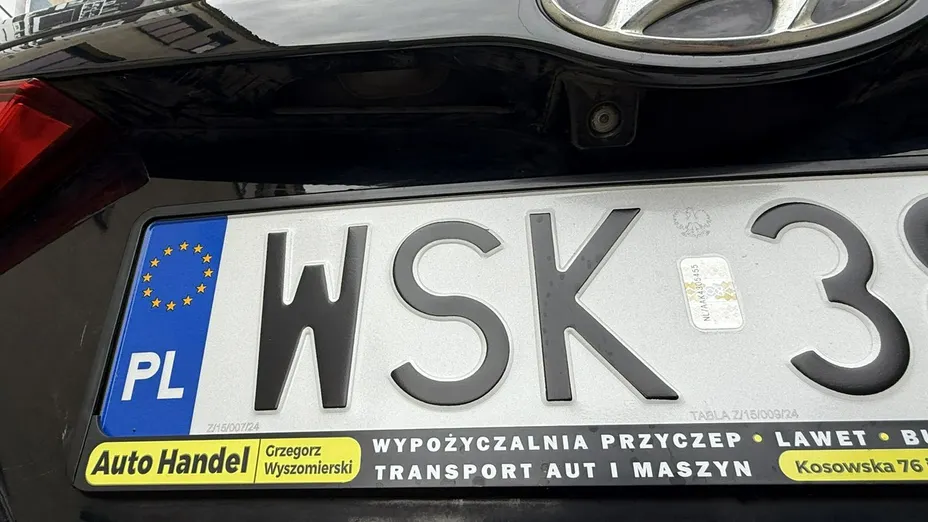 PL
WSK 3
Z/15/007/24
TABLA Z/15/009/24
Auto Handel
Grzegorz
Wyszomierski
WYPOŻYCZALNIA PRZYCZEP • LAWET •
TRANSPORT AUT I MASZYN
Kosowska 76